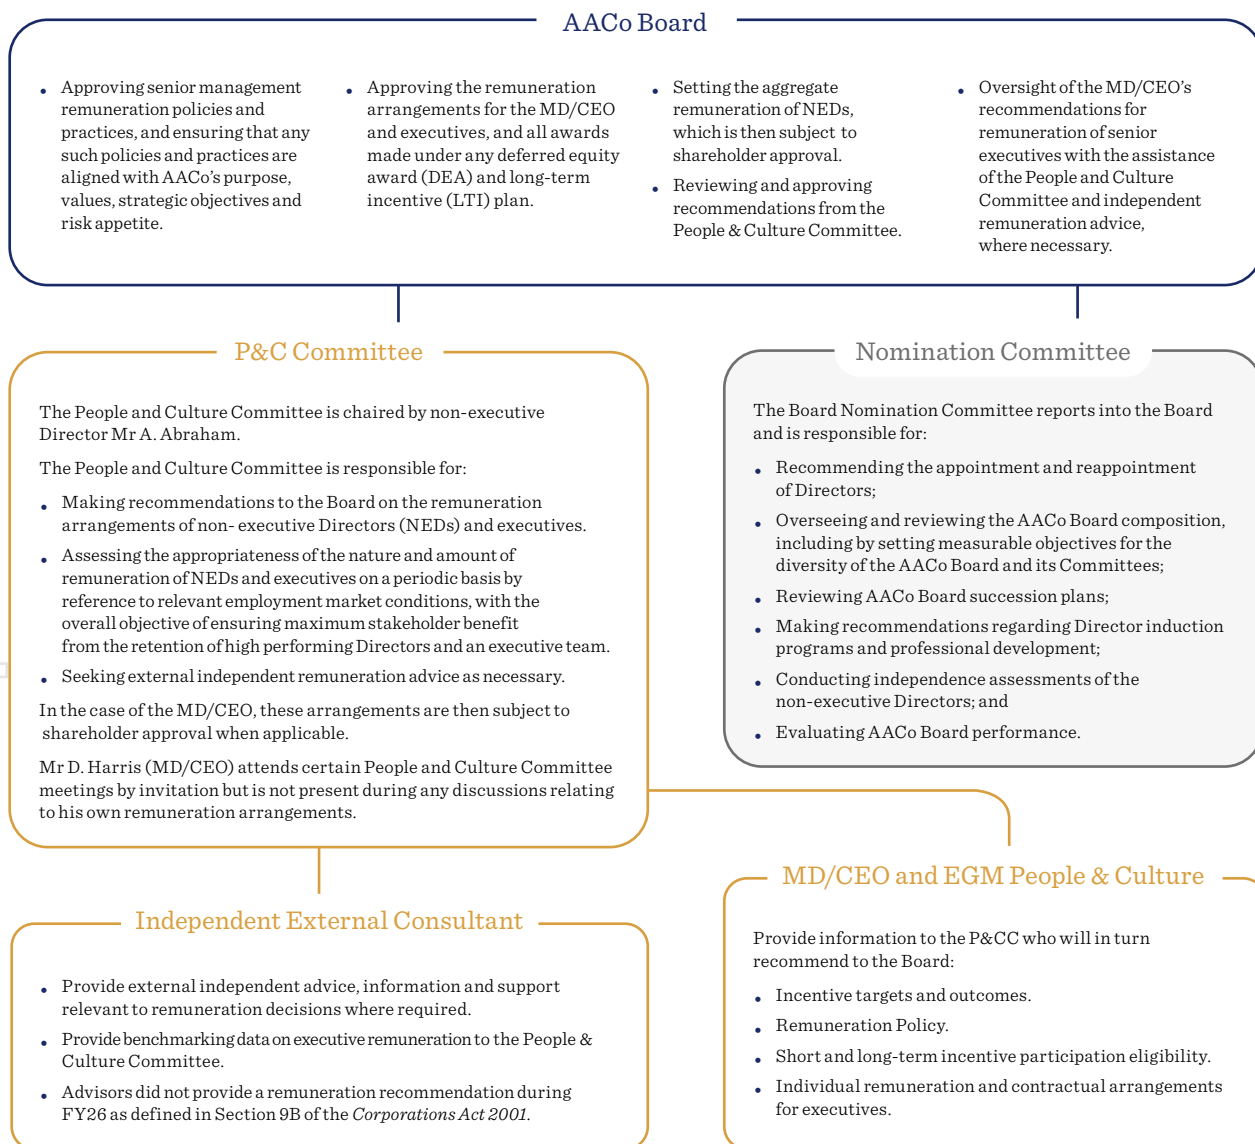 AACo Board
• Approving senior management
remuneration policies and
practices, and ensuring that any
such policies and practices are
aligned with AACo's purpose,
values, strategic objectives and
risk appetite.
• Approving the remuneration
arrangements for the MD/CEO
and executives, and all awards
made under any deferred equity
award (DEA) and long-term
incentive (LTI) plan.
• Setting the aggregate
remuneration of NEDs,
which is then subject to
shareholder approval.
• Reviewing and approving
recommendations from the
People & Culture Committee.
• Oversight of the MD/CEO's
recommendations for
remuneration of senior
executives with the assistance
of the People and Culture
Committee and independent
remuneration advice,
where necessary.
P&C Committee
The People and Culture Committee is chaired by non-executive
Director Mr A. Abraham.
The People and Culture Committee is responsible for:
• Making recommendations to the Board on the remuneration
arrangements of non- executive Directors (NEDs) and executives.
• Assessing the appropriateness of the nature and amount of
remuneration of NEDs and executives on a periodic basis by
reference to relevant employment market conditions, with the
overall objective of ensuring maximum stakeholder benefit
from the retention of high performing Directors and an executive team.
• Seeking external independent remuneration advice as necessary.
In the case of the MD/CEO, these arrangements are then subject to
shareholder approval when applicable.
Mr D. Harris (MD/CEO) attends certain People and Culture Committee
meetings by invitation but is not present during any discussions relating
to his own remuneration arrangements.
Nomination Committee
The Board Nomination Committee reports into the Board
and is responsible for:
• Recommending the appointment and reappointment
of Directors;
• Overseeing and reviewing the AACo Board composition,
including by setting measurable objectives for the
diversity of the AACo Board and its Committees;
• Reviewing AACo Board succession plans;
• Making recommendations regarding Director induction
programs and professional development;
• Conducting independence assessments of the
non-executive Directors; and
• Evaluating AACo Board performance.
Independent External Consultant
• Provide external independent advice, information and support
relevant to remuneration decisions where required.
• Provide benchmarking data on executive remuneration to the People &
Culture Committee.
• Advisors did not provide a remuneration recommendation during
FY26 as defined in Section 9B of the Corporations Act 2001.
MD/CEO and EGM People & Culture
Provide information to the P&CC who will in turn
recommend to the Board:
• Incentive targets and outcomes.
• Remuneration Policy.
• Short and long-term incentive participation eligibility.
• Individual remuneration and contractual arrangements
for executives.